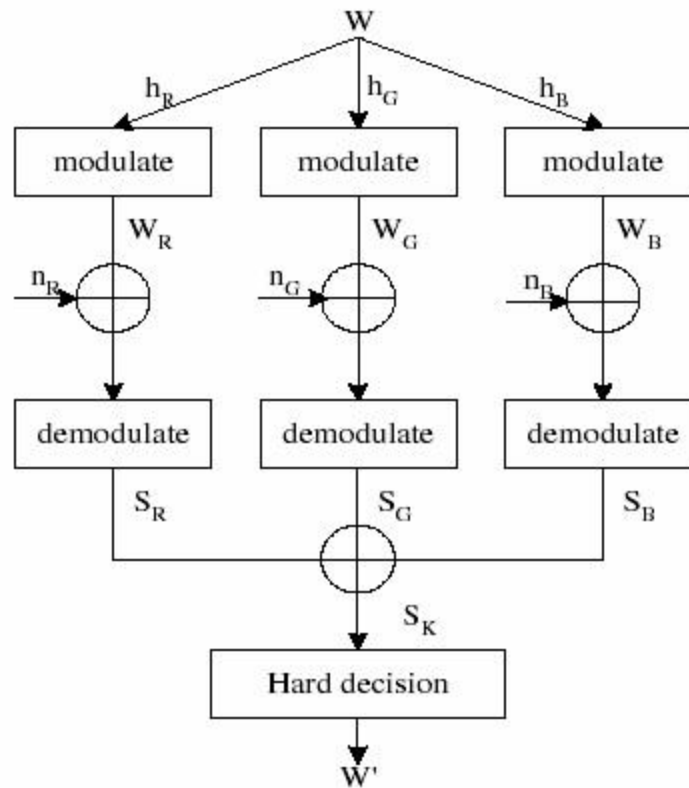 W
h_R h_G h_B
modulate modulate modulate
W_R W_G W_B
n_R n_G n_B
demodulate demodulate demodulate
S_R S_G S_B
S_K
Hard decision
W'